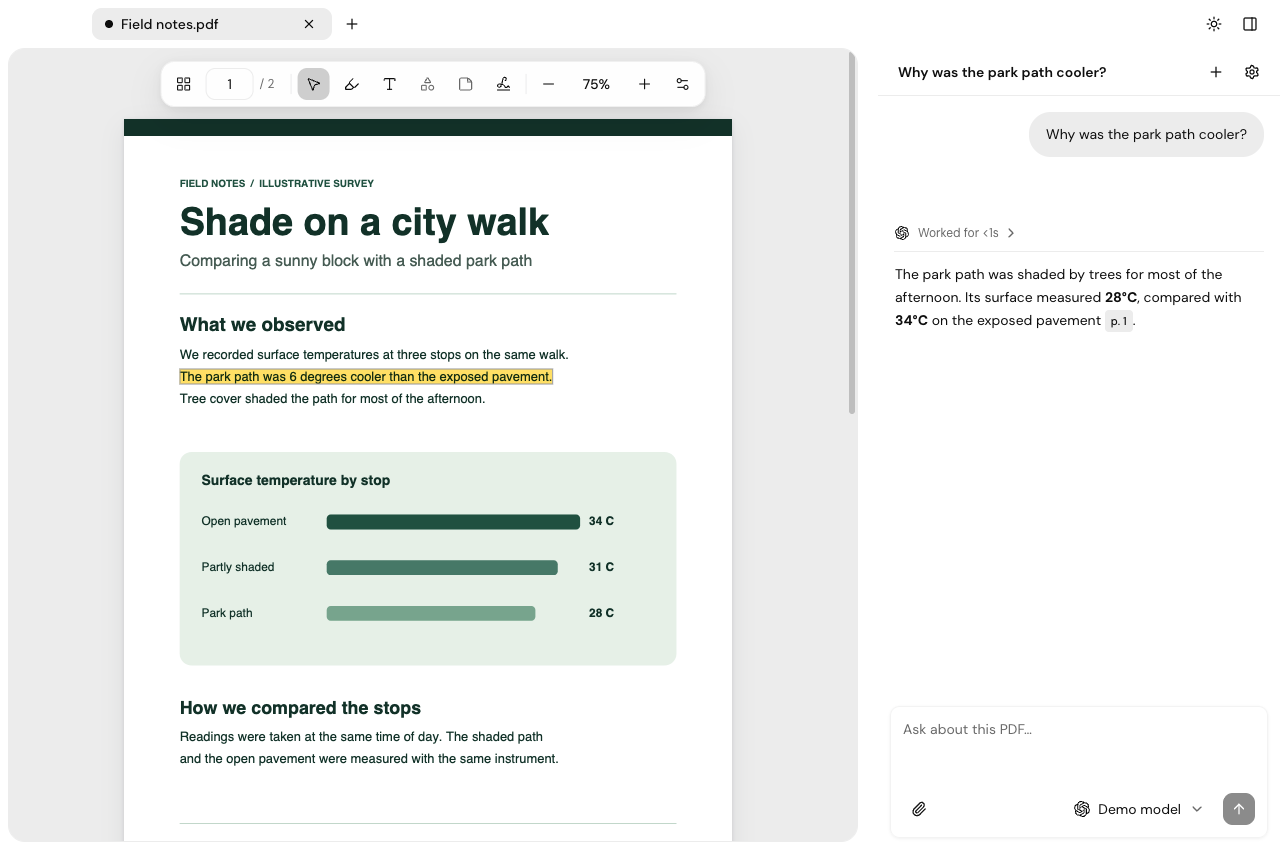 Field notes.pdf
1 / 2
75%
FIELD NOTES / ILLUSTRATIVE SURVEY
Shade on a city walk
Comparing a sunny block with a shaded park path
What we observed
We recorded surface temperatures at three stops on the same walk.
The park path was 6 degrees cooler than the exposed pavement.
Tree cover shaded the path for most of the afternoon.
Surface temperature by stop
Open pavement 34 C
Partly shaded 31 C
Park path 28 C
How we compared the stops
Readings were taken at the same time of day. The shaded path
and the open pavement were measured with the same instrument.
Why was the park path cooler?
Why was the park path cooler?
Worked for <1s
The park path was shaded by trees for most of the
afternoon. Its surface measured 28°C, compared with
34°C on the exposed pavement p. 1.
Ask about this PDF...
Demo model